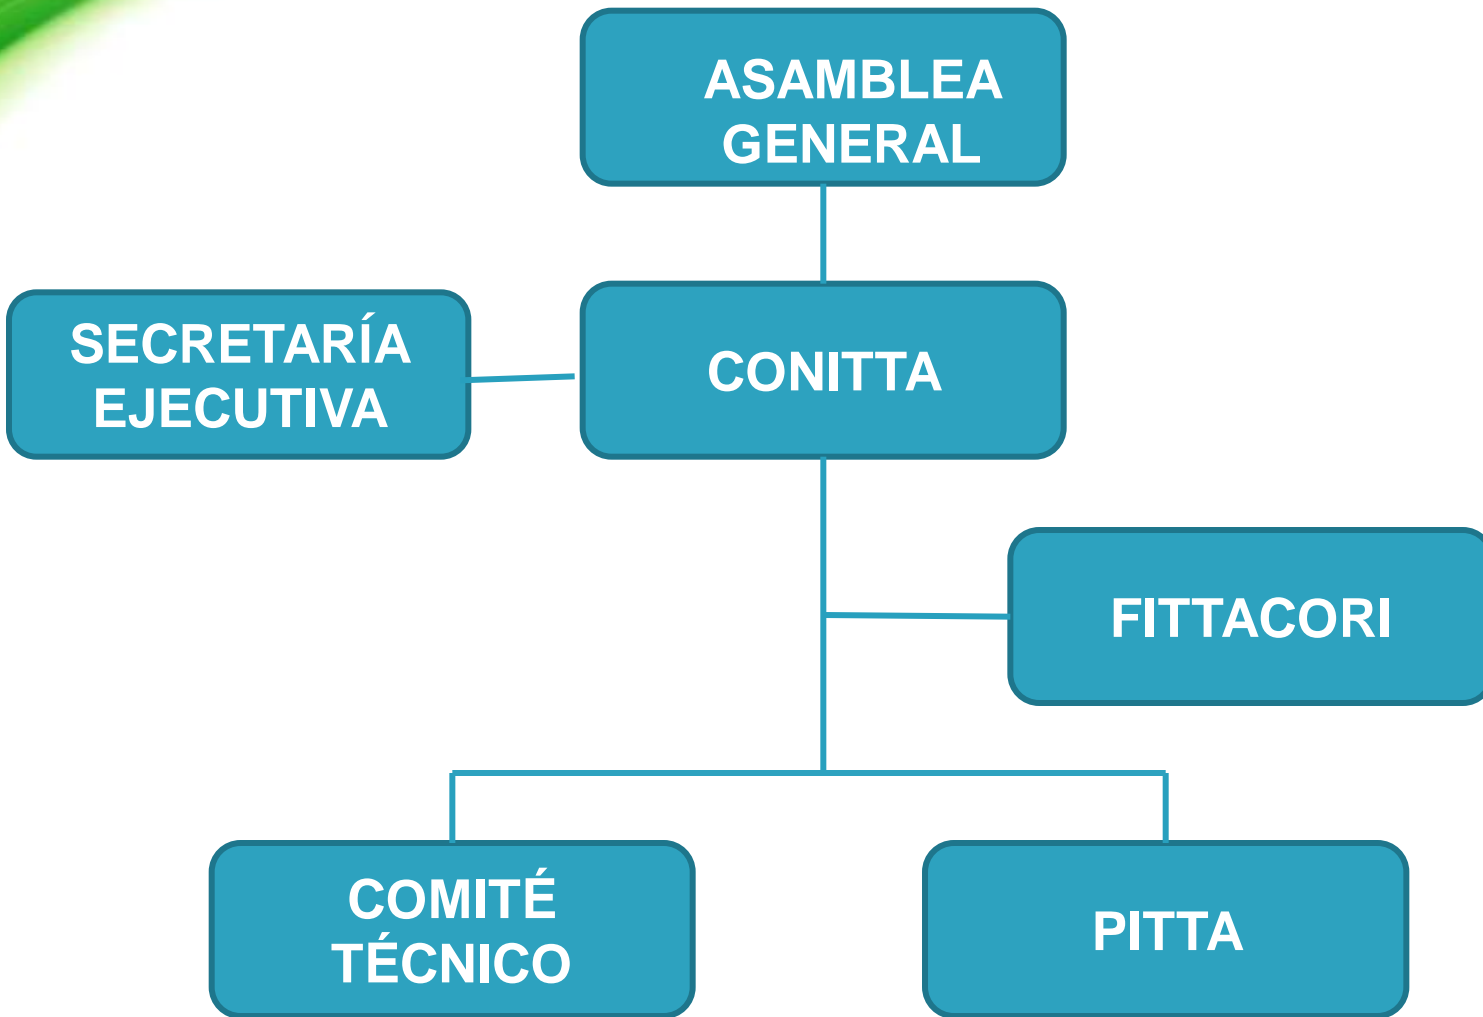 ASAMBLEA
GENERAL
SECRETARÍA
EJECUTIVA
CONITTA
FITTACORI
COMITÉ
TÉCNICO
PITTA